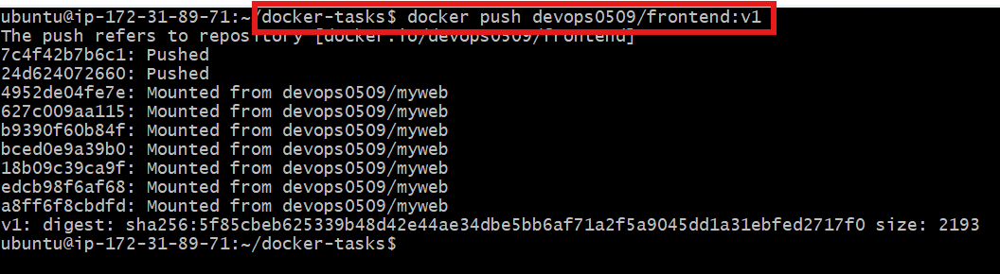 ubuntu@ip-172-31-89-71:~/docker-tasks$ docker push devops0509/frontend:v1
The push refers to repository [docker.io/devops0509/frontend]
7c4f42b7b6c1: Pushed
24d624072660: Pushed
4952de04fe7e: Mounted from devops0509/myweb
627c009aa115: Mounted from devops0509/myweb
b9390f60b84f: Mounted from devops0509/myweb
bced0e9a39b0: Mounted from devops0509/myweb
18b09c39ca9f: Mounted from devops0509/myweb
edcb98f6af68: Mounted from devops0509/myweb
a8ff6f8cbdfd: Mounted from devops0509/myweb
v1: digest: sha256:5f85cbeb625339b48d42e44ae34dbe5bb6af71a2f5a9045dd1a31ebfed2717f0 size: 2193
ubuntu@ip-172-31-89-71:~/docker-tasks$